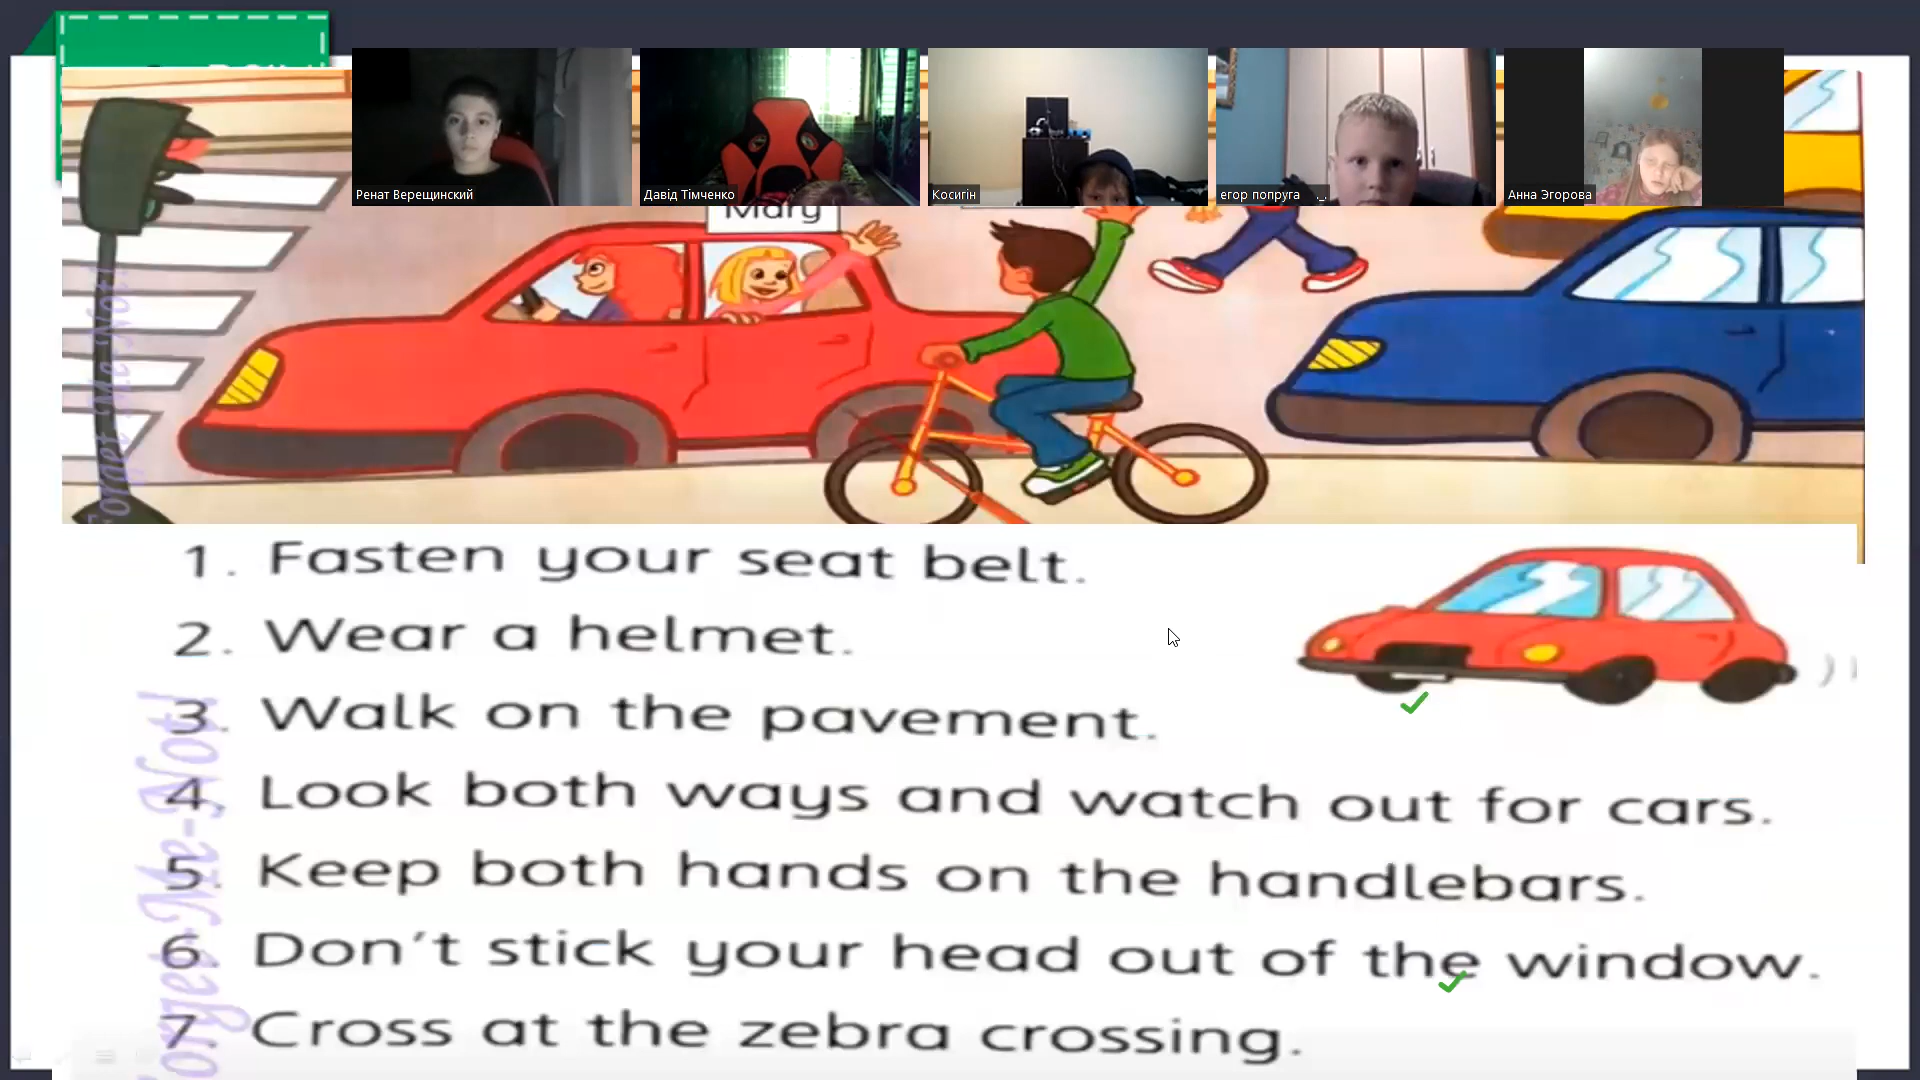 Ренат Верещинский
Давід Тімченко
Косигін
егор попруга ._.
Анна Эгорова
Mary
Forget-Me-Not!
1. Fasten your seat belt.
2. Wear a helmet.
3. Walk on the pavement.
4. Look both ways and watch out for cars.
5. Keep both hands on the handlebars.
6. Don't stick your head out of the window.
7. Cross at the zebra crossing.
Forget-Me-Not!